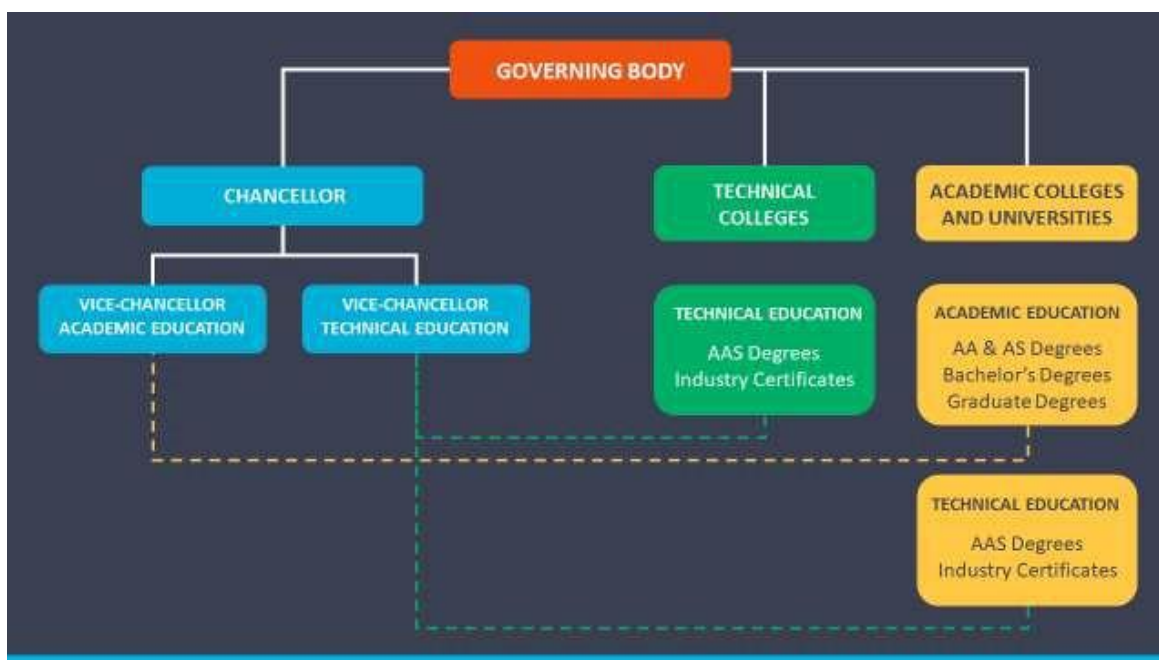 GOVERNING BODY
CHANCELLOR
TECHNICAL
COLLEGES
ACADEMIC COLLEGES
AND UNIVERSITIES
VICE-CHANCELLOR
ACADEMIC EDUCATION
VICE-CHANCELLOR
TECHNICAL EDUCATION
TECHNICAL EDUCATION
AAS Degrees
Industry Certificates
ACADEMIC EDUCATION
AA & AS Degrees
Bachelor's Degrees
Graduate Degrees
TECHNICAL EDUCATION
AAS Degrees
Industry Certificates